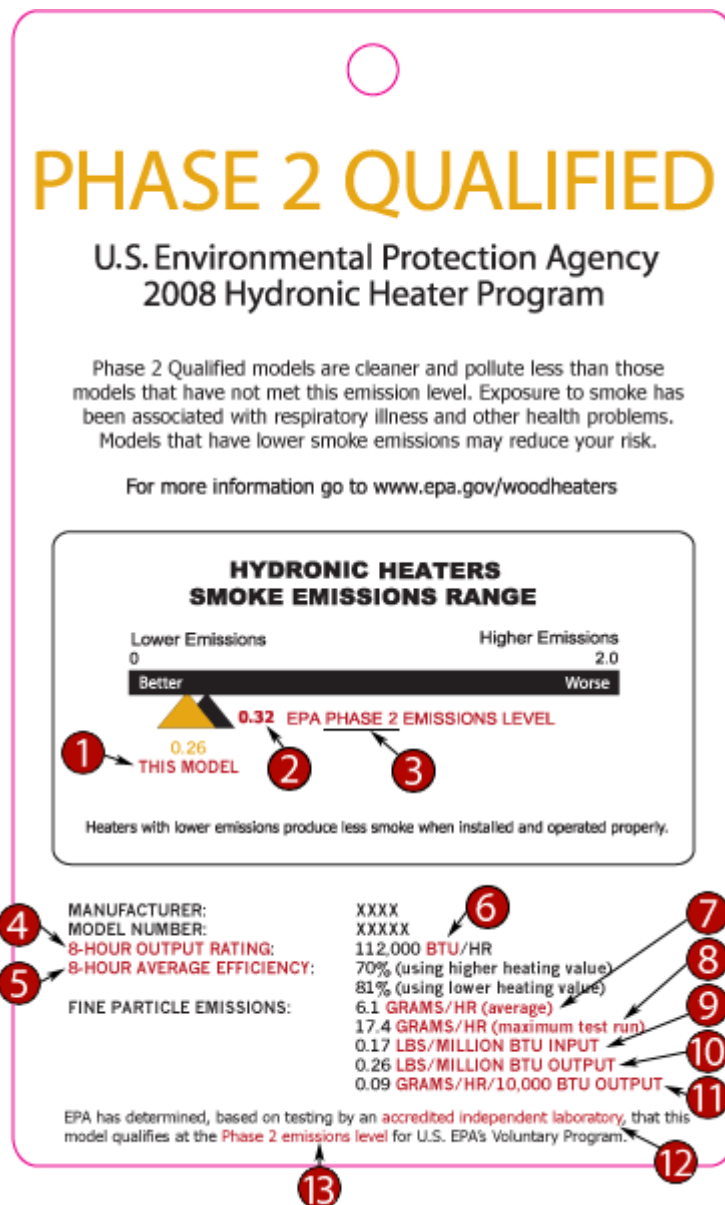 PHASE 2 QUALIFIED
U.S. Environmental Protection Agency
2008 Hydronic Heater Program
Phase 2 Qualified models are cleaner and pollute less than those
models that have not met this emission level. Exposure to smoke has
been associated with respiratory illness and other health problems.
Models that have lower smoke emissions may reduce your risk.
For more information go to www.epa.gov/woodheaters
HYDRONIC HEATERS
SMOKE EMISSIONS RANGE
Lower Emissions Higher Emissions
0 2.0
Better Worse
0.32 EPA PHASE 2 EMISSIONS LEVEL
0.26
THIS MODEL
1
2
3
Heaters with lower emissions produce less smoke when installed and operated properly.
MANUFACTURER: XXXX
MODEL NUMBER: XXXXX
8-HOUR OUTPUT RATING: 112,000 BTU/HR
8-HOUR AVERAGE EFFICIENCY: 70% (using higher heating value)
81% (using lower heating value)
FINE PARTICLE EMISSIONS: 6.1 GRAMS/HR (average)
17.4 GRAMS/HR (maximum test run)
0.17 LBS/MILLION BTU INPUT
0.26 LBS/MILLION BTU OUTPUT
0.09 GRAMS/HR/10,000 BTU OUTPUT
4
5
6
7
8
9
10
11
EPA has determined, based on testing by an accredited independent laboratory, that this
model qualifies at the Phase 2 emissions level for U.S. EPA's Voluntary Program.
12
13